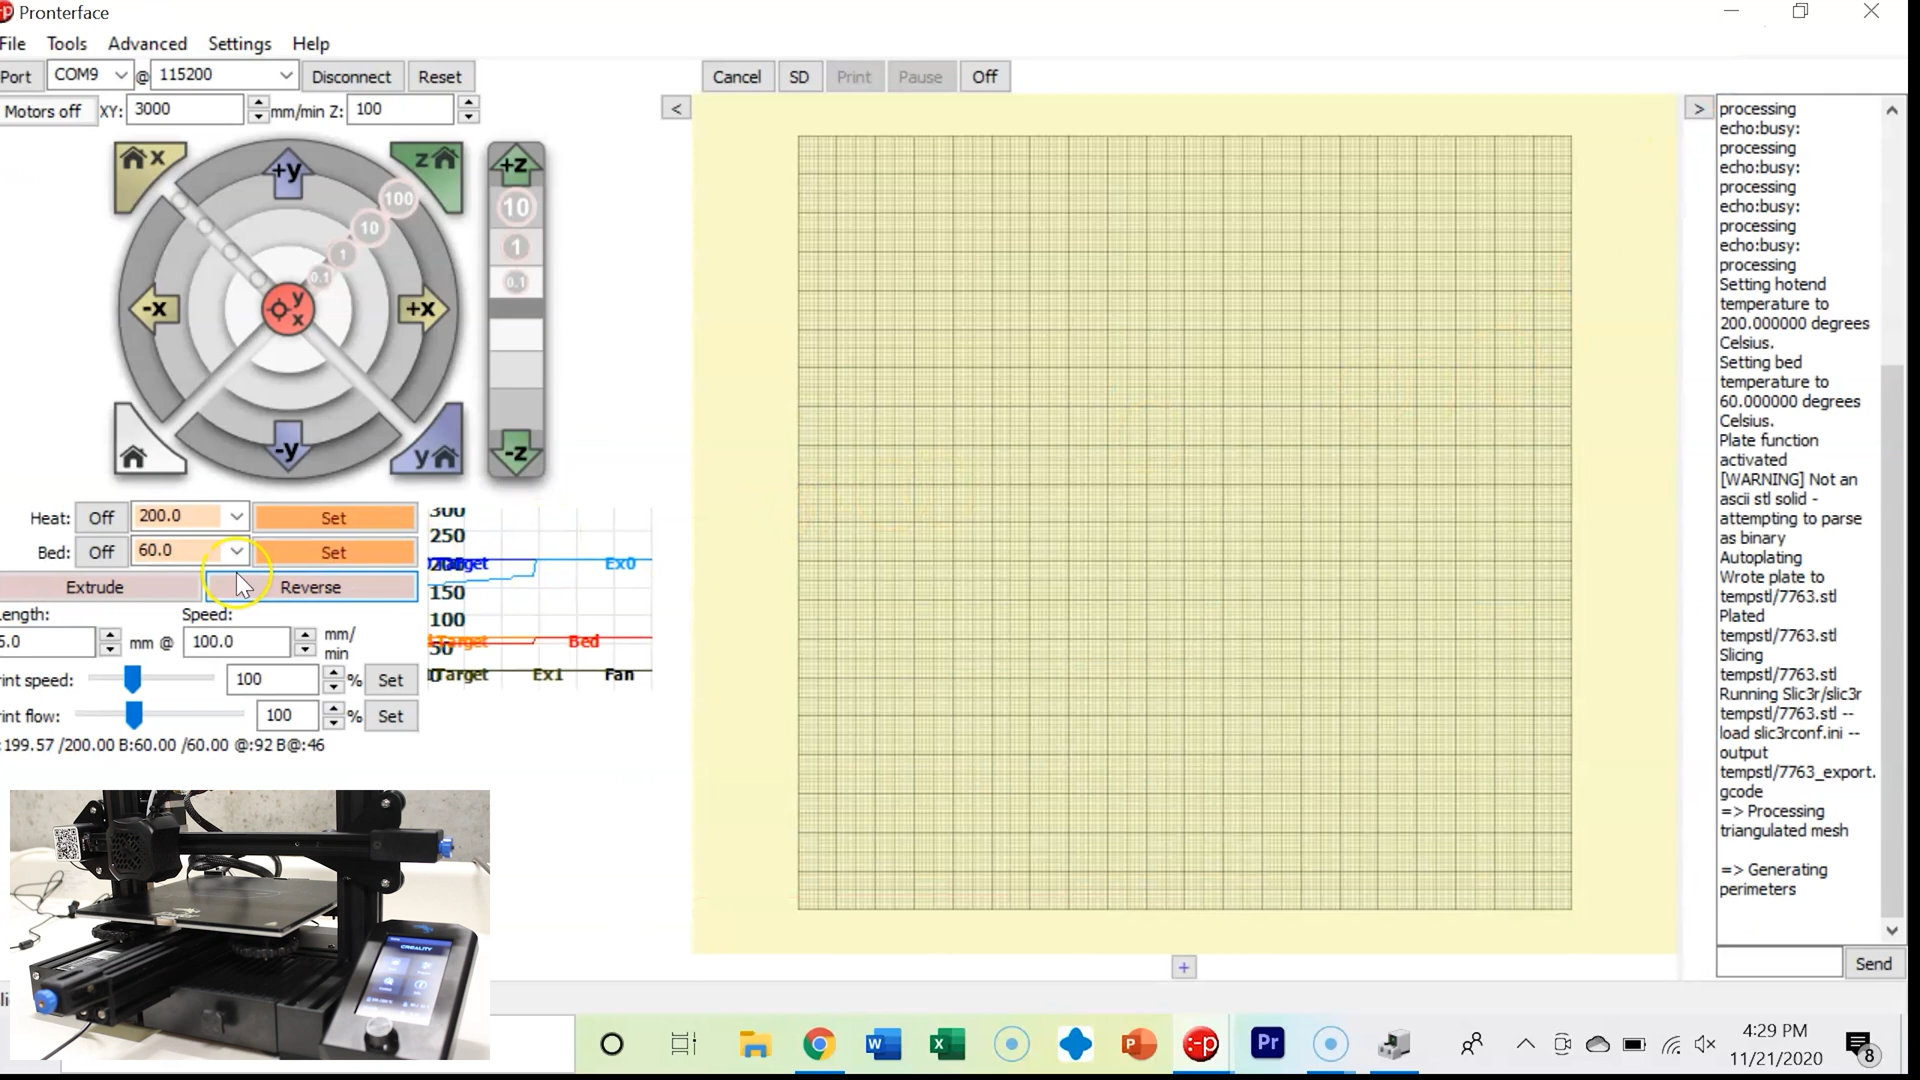 Pronterface
File Tools Advanced Settings Help
Port COM9 @ 115200 Disconnect Reset
Cancel SD Print Pause Off
Motors off XY: 3000 mm/min Z: 100
< >
x z +z
+y
100 10 1 0.1
10
1
0.1
y
x
-x +x
-y -z
y
Heat: Off 200.0 Set
Bed: Off 60.0 Set
Extrude Reverse
Length: Speed:
5.0 mm @ 100.0 mm/
min
rint speed: 100 % Set
rint flow: 100 % Set
:199.57 /200.00 B:60.00 /60.00 @:92 B@:46
300
250
Target Ex0
150
100
Target Bed
50
Target Ex1 Fan
processing
echo:busy:
processing
echo:busy:
processing
echo:busy:
processing
echo:busy:
processing
Setting hotend
temperature to
200.000000 degrees
Celsius.
Setting bed
temperature to
60.000000 degrees
Celsius.
Plate function
activated
[WARNING] Not an
ascii stl solid -
attempting to parse
as binary
Autoplating
Wrote plate to
tempstl/7763.stl
Plated
tempstl/7763.stl
Slicing
tempstl/7763.stl
Running Slic3r/slic3r
tempstl/7763.stl --
load slic3rconf.ini --
output
tempstl/7763_export.
gcode
=> Processing
triangulated mesh
=> Generating
perimeters
+
Send
CREALITY
W X P :-p Pr
4:29 PM
11/21/2020
8